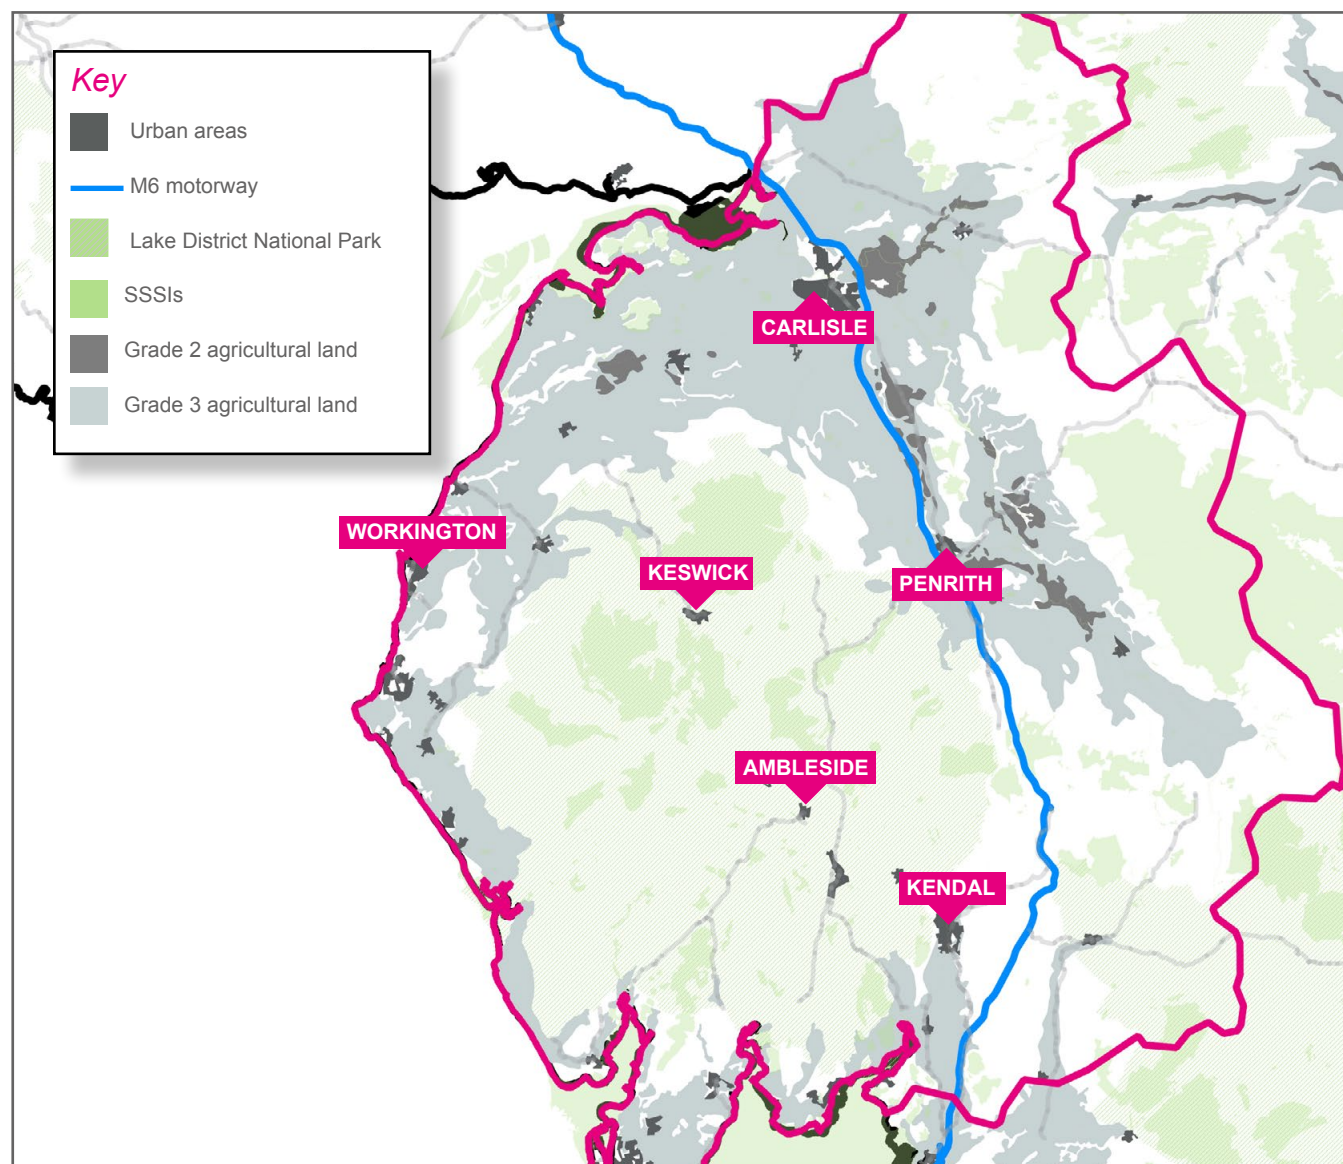 Key
Urban areas
M6 motorway
Lake District National Park
SSSIs
Grade 2 agricultural land
Grade 3 agricultural land
CARLISLE
WORKINGTON
KESWICK
PENRITH
AMBLESIDE
KENDAL